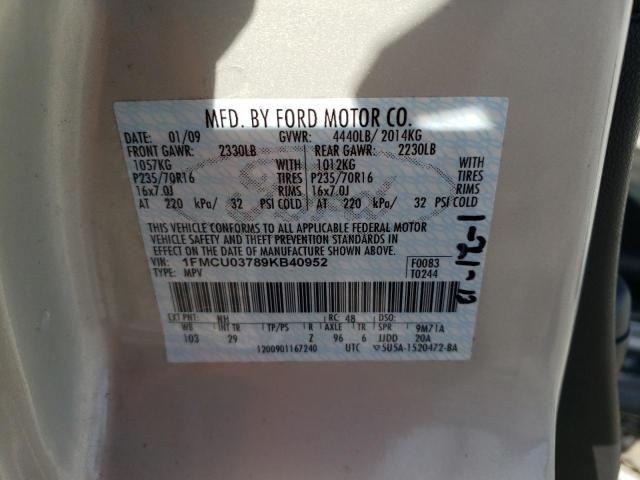 MFD. BY FORD MOTOR CO.
DATE: 01/09 GVWR: 4440LB/ 2014KG
FRONT GAWR: 2330LB REAR GAWR: 2230LB
1057KG WITH 1012KG WITH
P235/70R16 TIRES P235/70R16 TIRES
16x7.0J RIMS 16x7.0J RIMS
AT 220 kPa/ 32 PSI COLD AT 220 kPa/ 32 PSI COLD
THIS VEHICLE CONFORMS TO ALL APPLICABLE FEDERAL MOTOR
VEHICLE SAFETY AND THEFT PREVENTION STANDARDS IN
EFFECT ON THE DATE OF MANUFACTURE SHOWN ABOVE.
VIN: 1FMCU03789KB40952 F0083
TYPE: MPV T0244
EXT PNT: NH RC: 48 DSO:
WB INT TR TP/PS R AXLE TR SPR 9M71A
103 29 Z 96 6 JJDD 20A
1200901167240 UTC 5U5A-1520472-BA